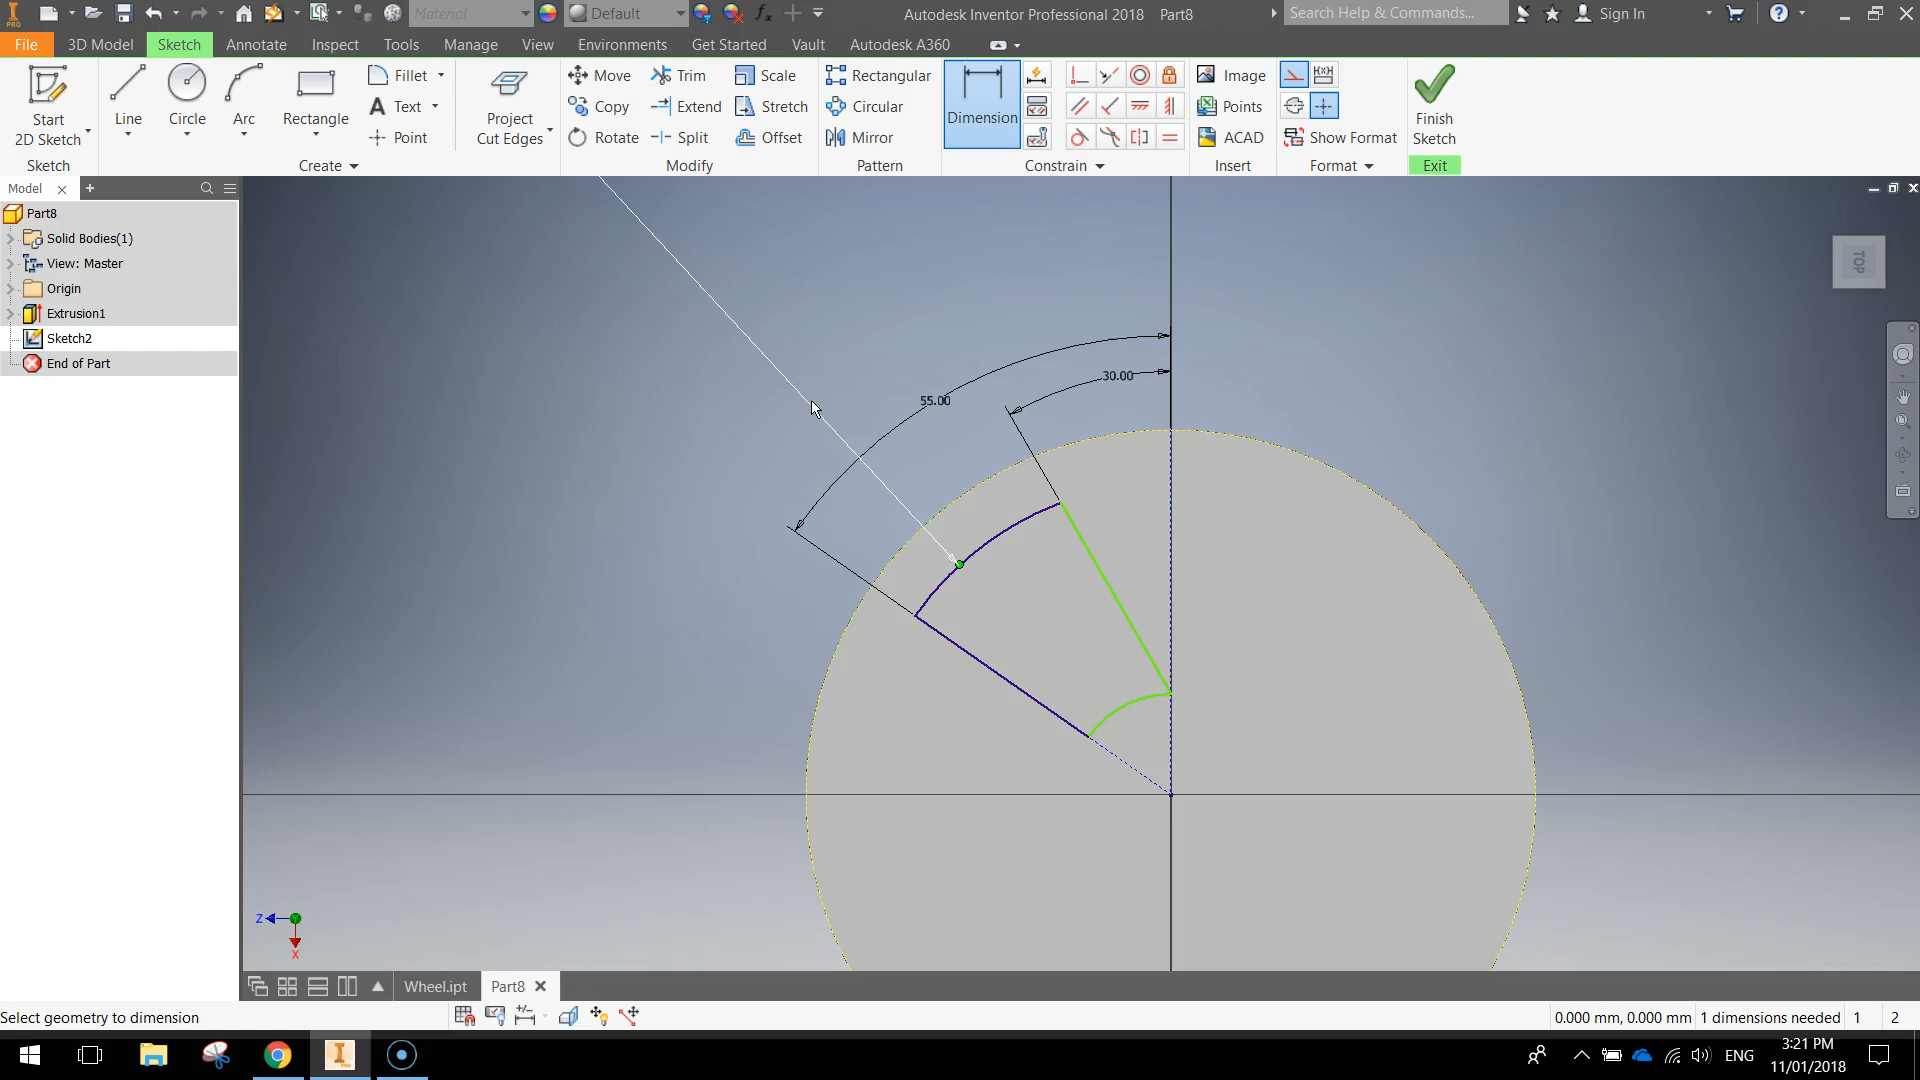 PRO
Material
Default
Autodesk Inventor Professional 2018 Part8
Search Help & Commands...
Sign In
File 3D Model Sketch Annotate Inspect Tools Manage View Environments Get Started Vault Autodesk A360
Start
2D Sketch
Line
Circle
Arc
Rectangle
Fillet
Text
Point
Project
Cut Edges
Move
Copy
Rotate
Trim
Extend
Split
Scale
Stretch
Offset
Rectangular
Circular
Mirror
Dimension
Image
Points
ACAD
Show Format
Finish
Sketch
Sketch Create Modify Pattern Constrain Insert Format Exit
Model
Part8
Solid Bodies(1)
View: Master
Origin
Extrusion1
Sketch2
End of Part
TOP
30.00
55.00
Z
X
Wheel.ipt Part8
Select geometry to dimension
0.000 mm, 0.000 mm 1 dimensions needed 1 2
ENG
3:21 PM
11/01/2018